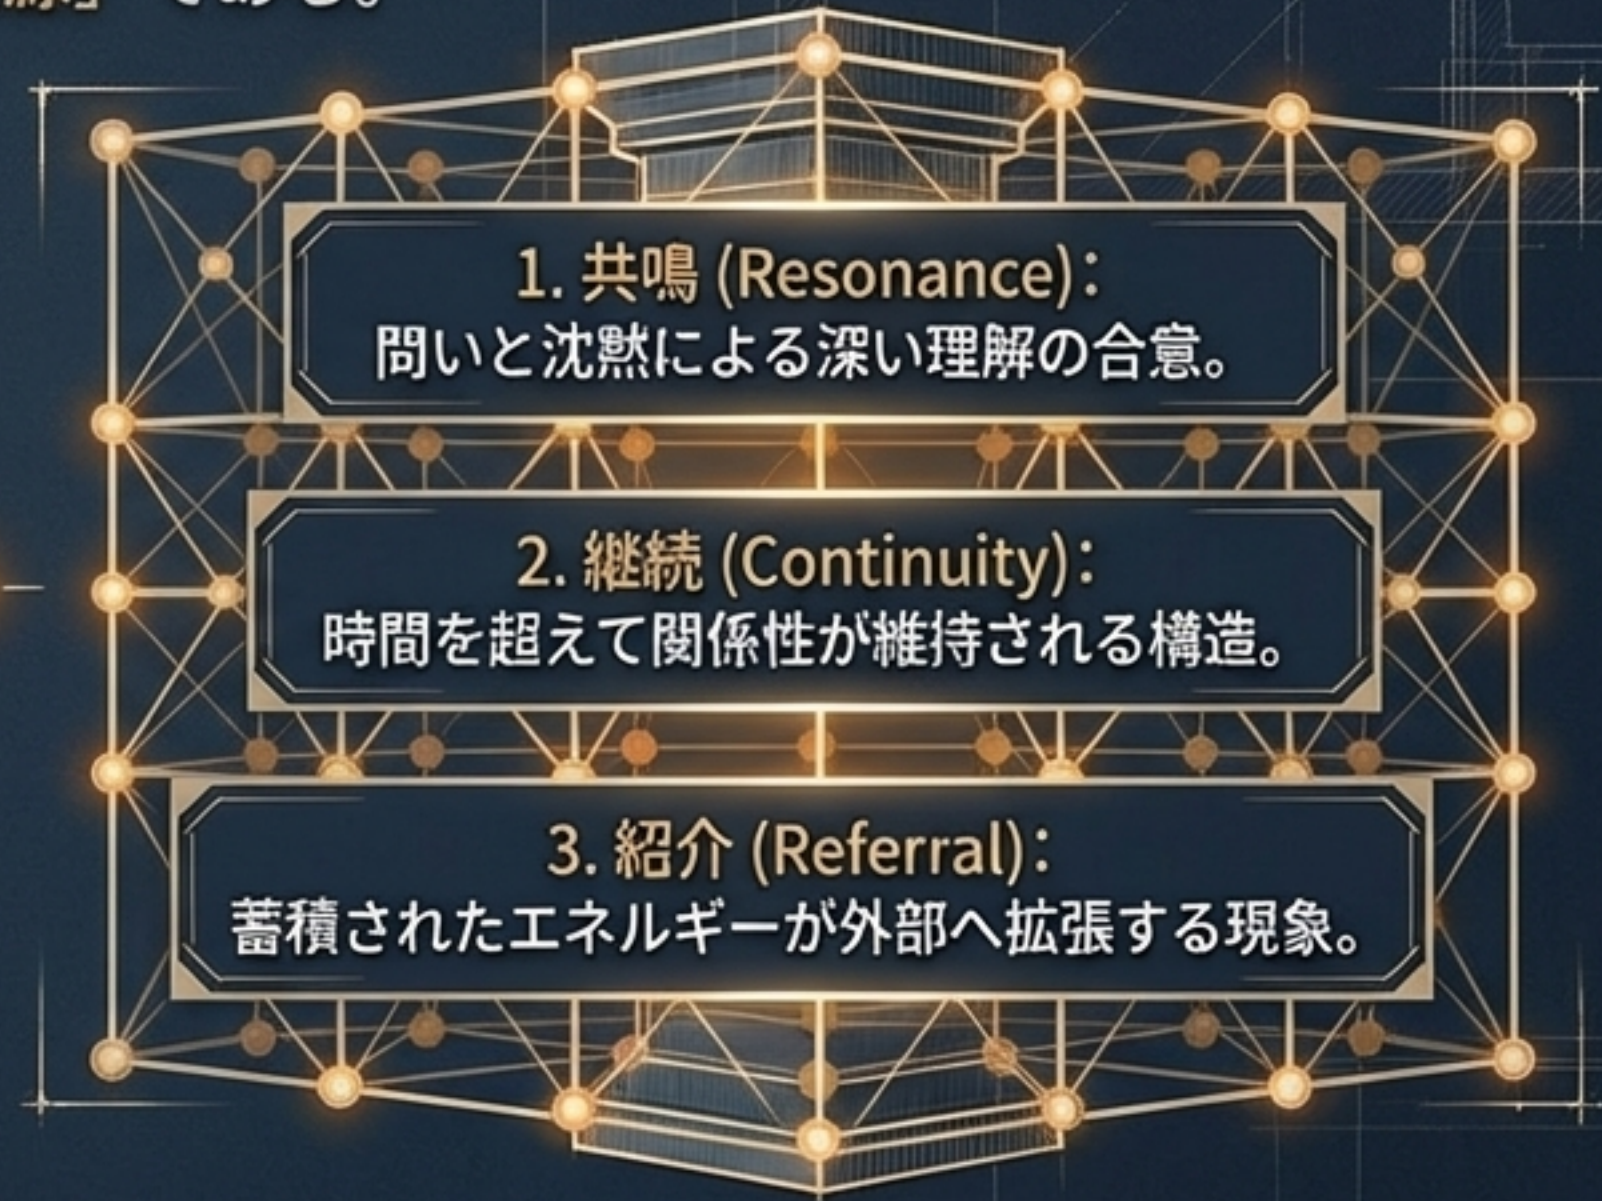 である。
1. 共鳴 (Resonance):
問いと沈黙による深い理解の合意。
2. 継続 (Continuity):
時間を超えて関係性が維持される構造。
3. 紹介 (Referral):
蓄積されたエネルギーが外部へ拡張する現象。